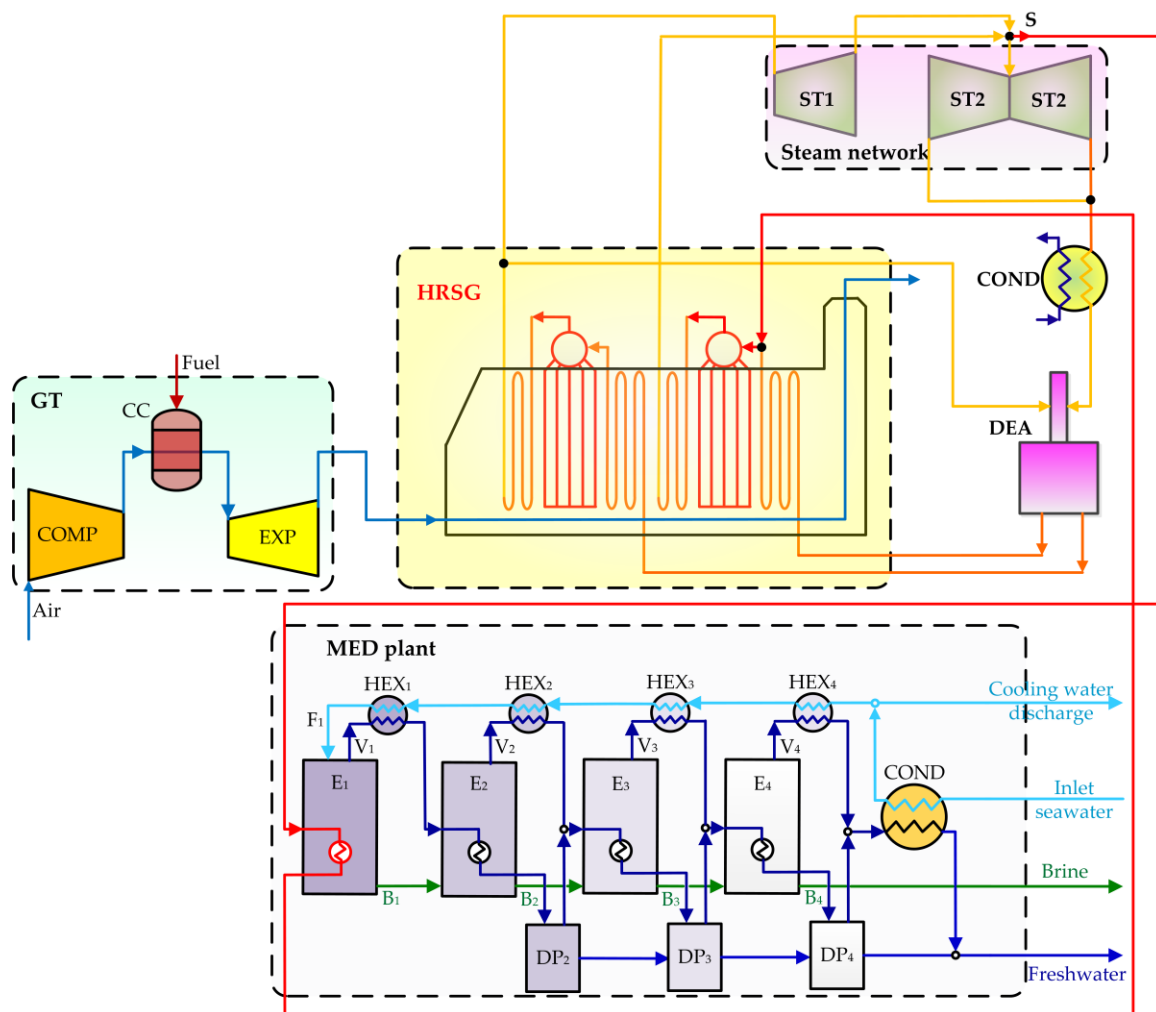 S
ST1
ST2
ST2
Steam network
HRSG
COND
Fuel
GT
CC
DEA
COMP
EXP
Air
MED plant
HEX₁
HEX₂
HEX₃
HEX₄
Cooling water
discharge
F₁
V₁
V₂
V₃
V₄
E₁
E₂
E₃
E₄
COND
Inlet
seawater
B₁
B₂
B₃
B₄
Brine
DP₂
DP₃
DP₄
Freshwater